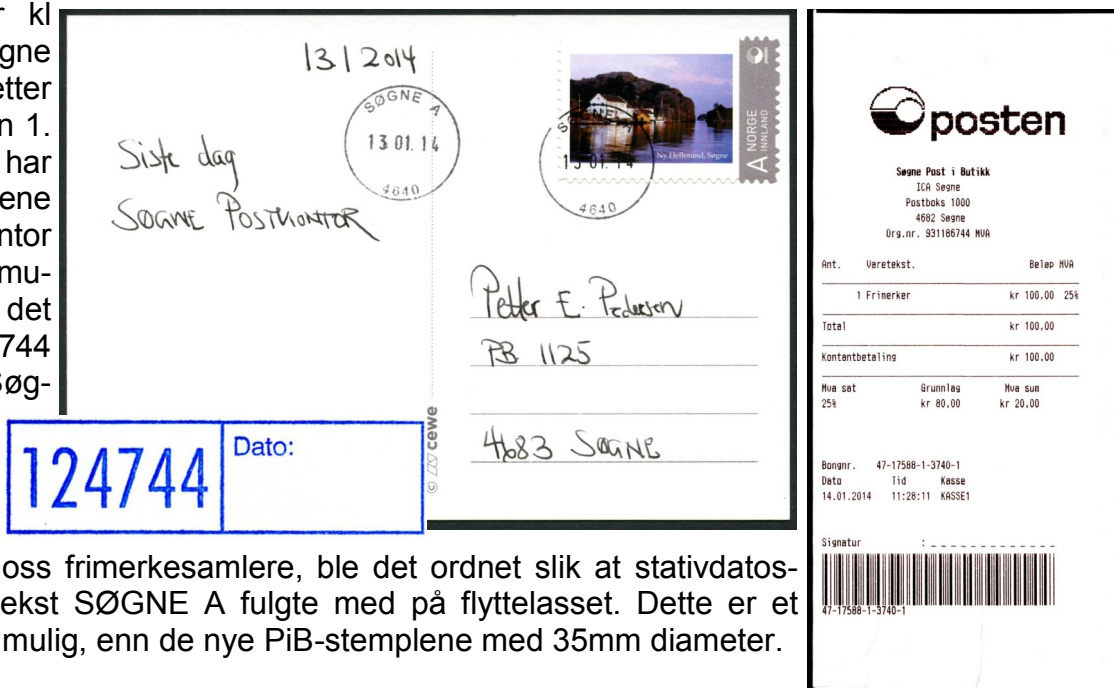 r kl
gne
etter
n 1.
har
ene
ntor
mu-
det
744
Søg-
13.1 2014
SØGNE A
13 01. 14
4640
Siste dag
SØGNE POSTKONTOR
SØGNE A
13 01. 14
4640
Ny Hellesund, Søgne
A NORGE
INNLAND
Petter E. Pedersen
PB 1125
4683 SØGNE
© cewe
124744 Dato:
oss frimerkesamlere, ble det ordnet slik at stativdatos-
ekst SØGNE A fulgte med på flyttelasset. Dette er et
mulig, enn de nye PiB-stemplene med 35mm diameter.
posten
Søgne Post i Butikk
ICA Søgne
Postboks 1000
4682 Søgne
Org.nr. 931186744 MVA
Ant. Varetekst. Beløp MVA
1 Frimerker kr 100,00 25%
Total kr 100,00
Kontantbetaling kr 100,00
Mva sat Grunnlag Mva sum
25% kr 80,00 kr 20,00
Bongnr. 47-17588-1-3740-1
Dato Tid Kasse
14.01.2014 11:28:11 KASSE1
Signatur :
47-17588-1-3740-1